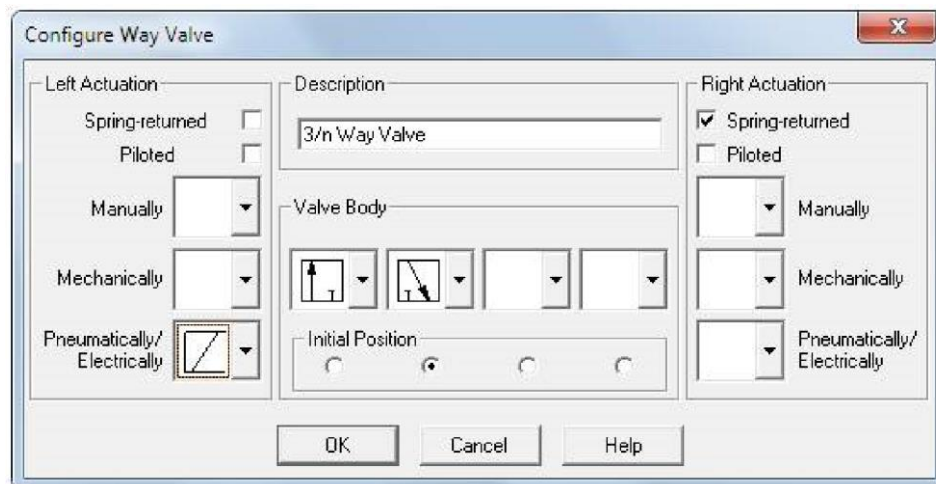 Configure Way Valve
Left Actuation
Spring-returned
Piloted
Manually
Mechanically
Pneumatically/
Electrically
Description
3/n Way Valve
Valve Body
Initial Position
Right Actuation
Spring-returned
Piloted
Manually
Mechanically
Pneumatically/
Electrically
OK
Cancel
Help